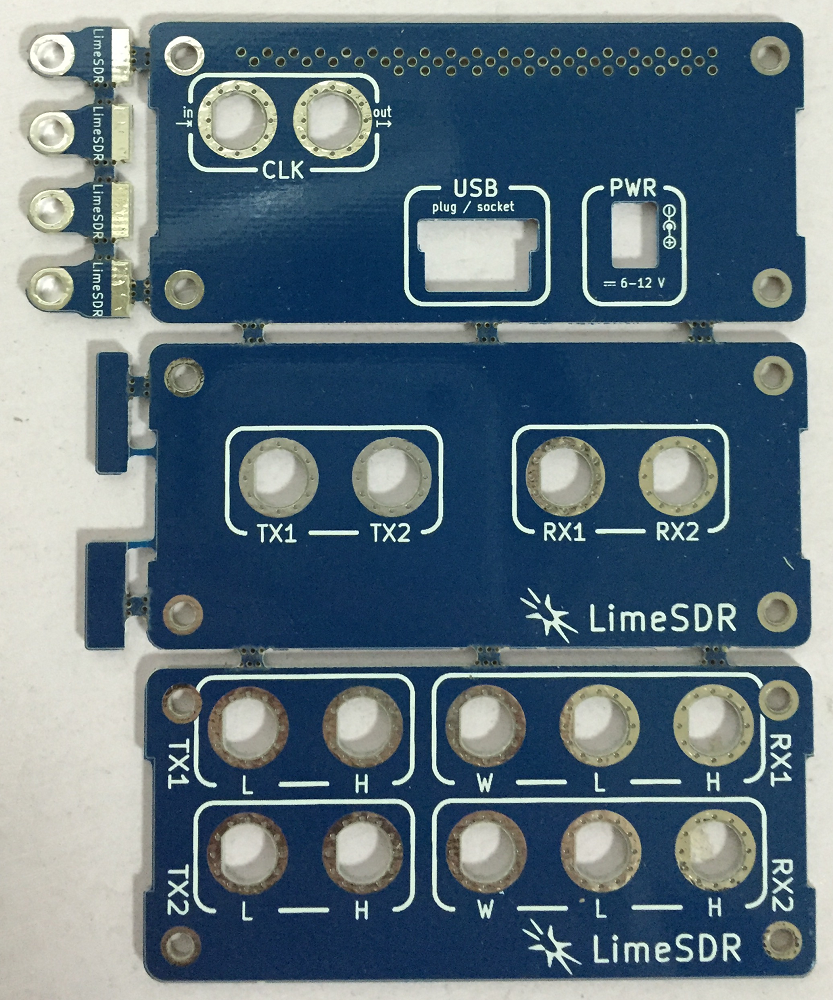 LimeSDR
LimeSDR
LimeSDR
LimeSDR
in
out
CLK
USB
plug / socket
PWR
6–12 V
TX1
TX2
RX1
RX2
LimeSDR
TX1
L
H
W
L
H
RX1
TX2
L
H
W
L
H
RX2
LimeSDR